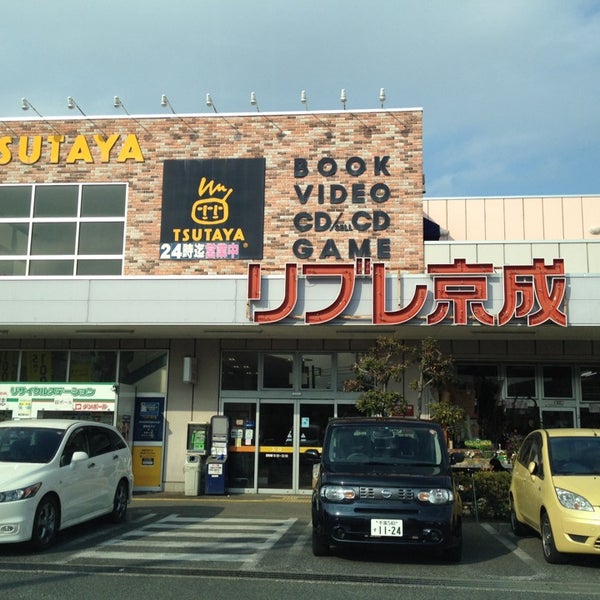 TSUTAYA
BOOK
VIDEO
CD/SELL CD
GAME
TSUTAYA
24時迄営業中
リブレ京成
リサイクルステーション
11-24